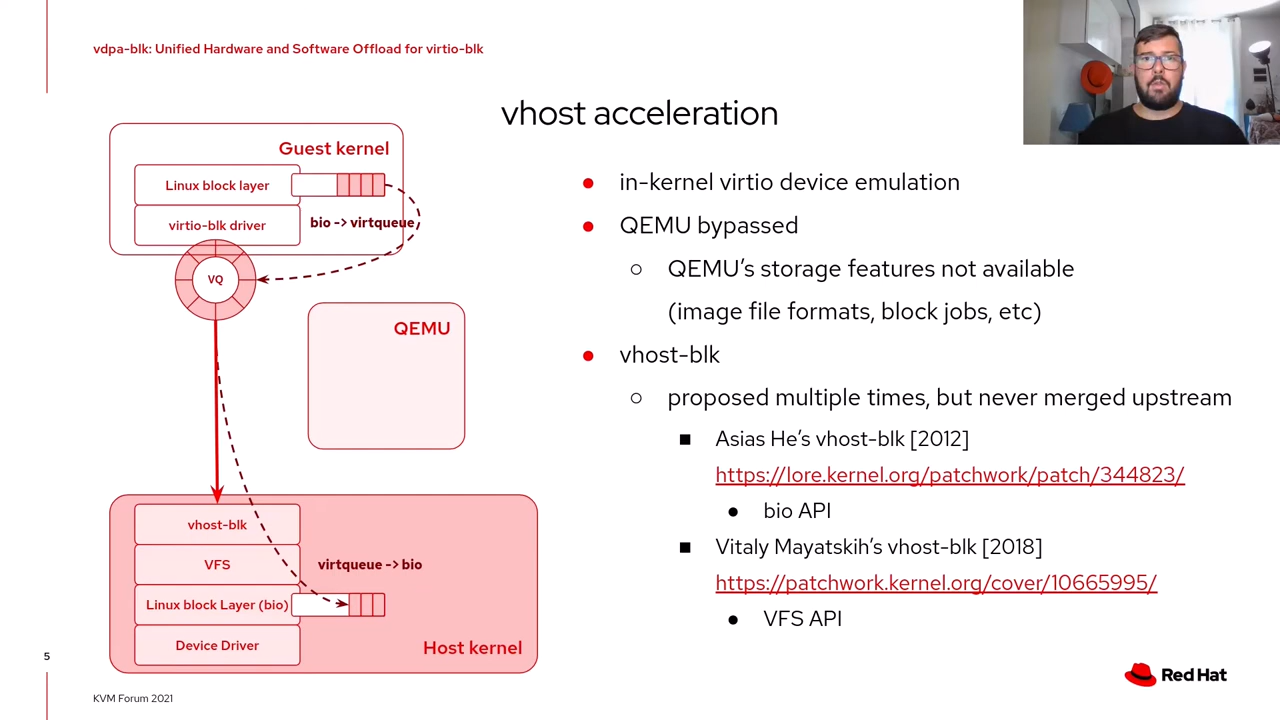 vdpa-blk: Unified Hardware and Software Offload for virtio-blk
vhost acceleration
Guest kernel
Linux block layer
virtio-blk driver
bio -> virtqueue
VQ
QEMU
vhost-blk
VFS
virtqueue -> bio
Linux block Layer (bio)
Device Driver
Host kernel
in-kernel virtio device emulation
QEMU bypassed
QEMU's storage features not available
(image file formats, block jobs, etc)
vhost-blk
proposed multiple times, but never merged upstream
Asias He's vhost-blk [2012]
https://lore.kernel.org/patchwork/patch/344823/
bio API
Vitaly Mayatskih's vhost-blk [2018]
https://patchwork.kernel.org/cover/10665995/
VFS API
5
KVM Forum 2021
Red Hat